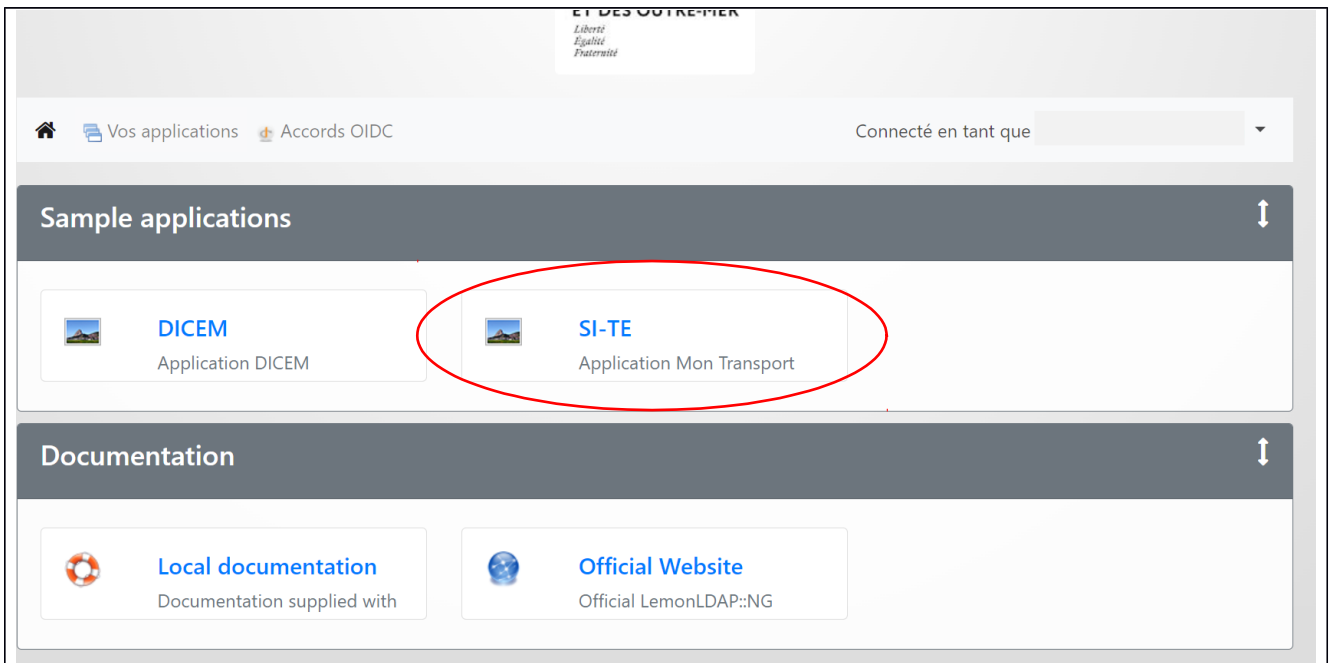 ET DES OUTRE-MER
Liberté
Égalité
Fraternité
Vos applications Accords OIDC Connecté en tant que
Sample applications
DICEM
Application DICEM
SI-TE
Application Mon Transport
Documentation
Local documentation
Documentation supplied with
Official Website
Official LemonLDAP::NG